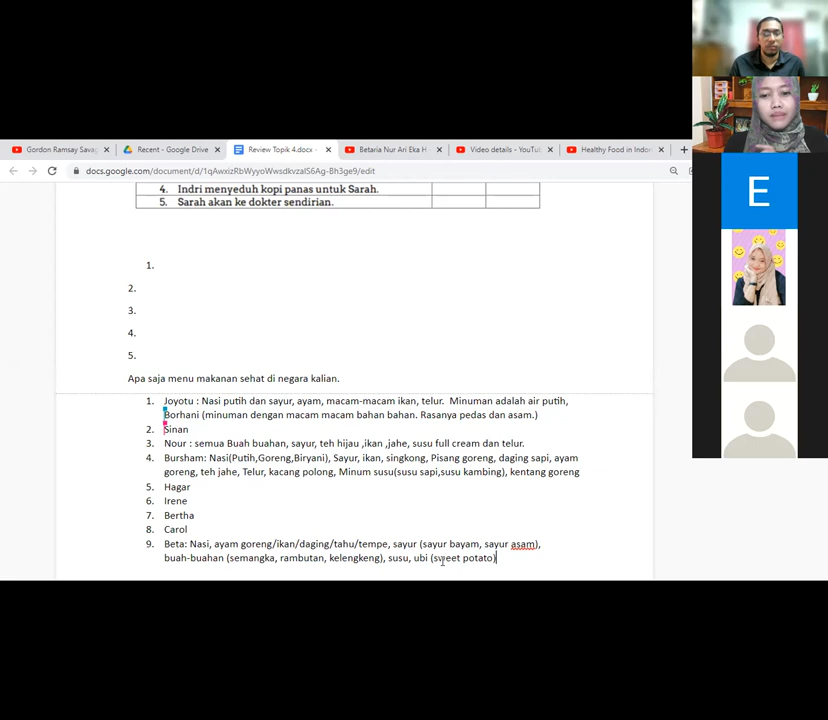 Gordon Ramsay Sava
Recent - Google Drive
Review Topik 4.docx
Betaria Nur Ari Eka H
Video details - YouTu
Healthy Food in Indor
docs.google.com/document/d/1qAwxizRbWyyoWwsdkvzalS6Ag-Bh3ge9/edit
4. Indri menyeduh kopi panas untuk Sarah.
5. Sarah akan ke dokter sendirian.
1.
2.
3.
4.
5.
Apa saja menu makanan sehat di negara kalian.
1. Joyotu : Nasi putih dan sayur, ayam, macam-macam ikan, telur. Minuman adalah air putih,
Borhani (minuman dengan macam macam bahan bahan. Rasanya pedas dan asam.)
2. Sinan
3. Nour : semua Buah buahan, sayur, teh hijau ,ikan ,jahe, susu full cream dan telur.
4. Bursham: Nasi(Putih,Goreng,Biryani), Sayur, ikan, singkong, Pisang goreng, daging sapi, ayam
goreng, teh jahe, Telur, kacang polong, Minum susu(susu sapi,susu kambing), kentang goreng
5. Hagar
6. Irene
7. Bertha
8. Carol
9. Beta: Nasi, ayam goreng/ikan/daging/tahu/tempe, sayur (sayur bayam, sayur asam),
buah-buahan (semangka, rambutan, kelengkeng), susu, ubi (sweet potato)
E